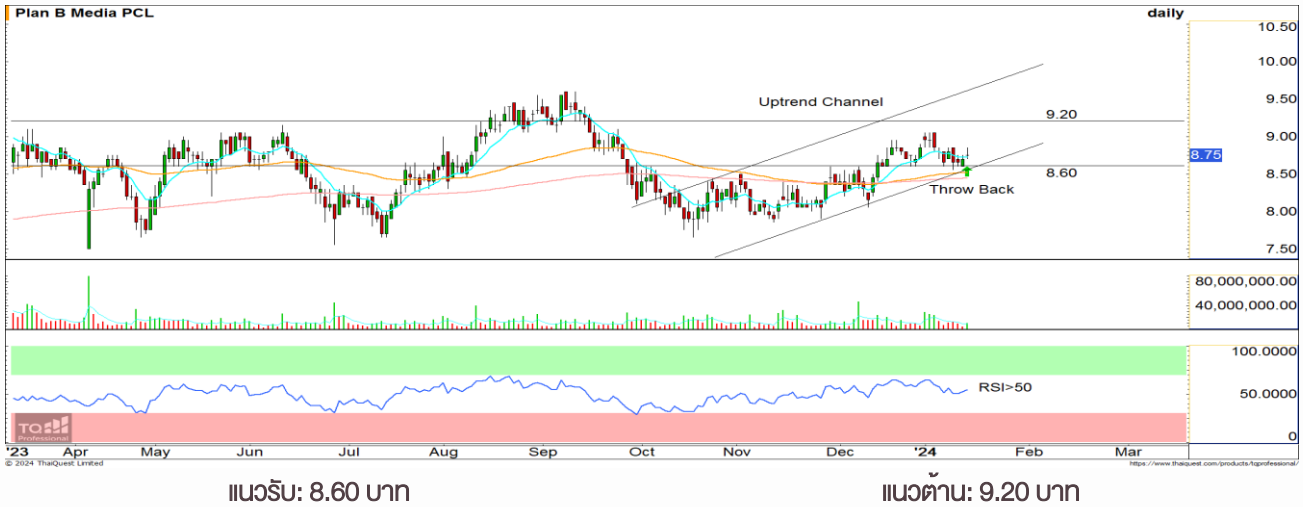 Plan B Media PCL daily
10.50
10.00
Uptrend Channel 9.50
9.20
9.00
8.75
8.60 8.50
Throw Back
8.00
7.50
80,000,000.00
40,000,000.00
100.0000
RSI>50 50.0000
TQ
Professional 0
'23 Apr May Jun Jul Aug Sep Oct Nov Dec '24 Feb Mar
© 2024 ThaiQuest Limited https://www.thaiquest.com/products/tqprofessional/
แนวรับ: 8.60 บาท แนวต้าน: 9.20 บาท